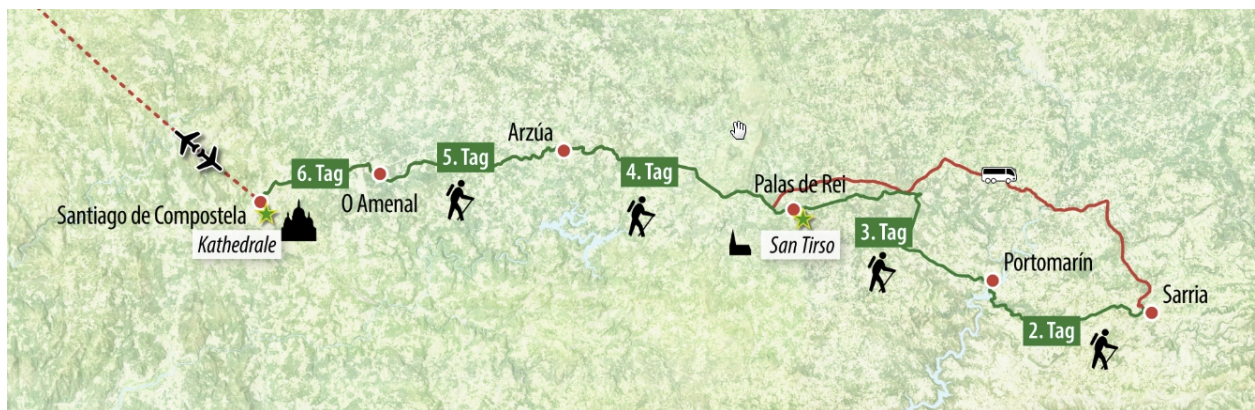 Arzúa
5. Tag
6. Tag
4. Tag
Palas de Rei
O Amenal
Santiago de Compostela
Kathedrale
San Tirso
3. Tag
Portomarín
Sarria
2. Tag